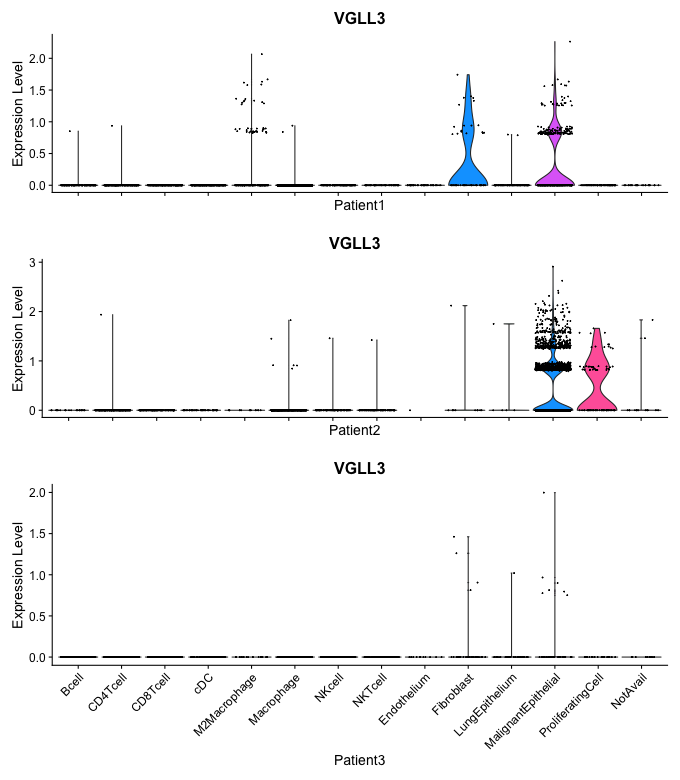 VGLL3
Expression Level
2.0
1.5
1.0
0.5
0.0
Patient1
VGLL3
Expression Level
3
2
1
0
Patient2
VGLL3
Expression Level
2.0
1.5
1.0
0.5
0.0
Bcell
CD4Tcell
CD8Tcell
cDC
M2Macrophage
Macrophage
NKcell
NKTcell
Endothelium
Fibroblast
LungEpithelium
MalignantEpithelial
ProliferatingCell
NotAvail
Patient3